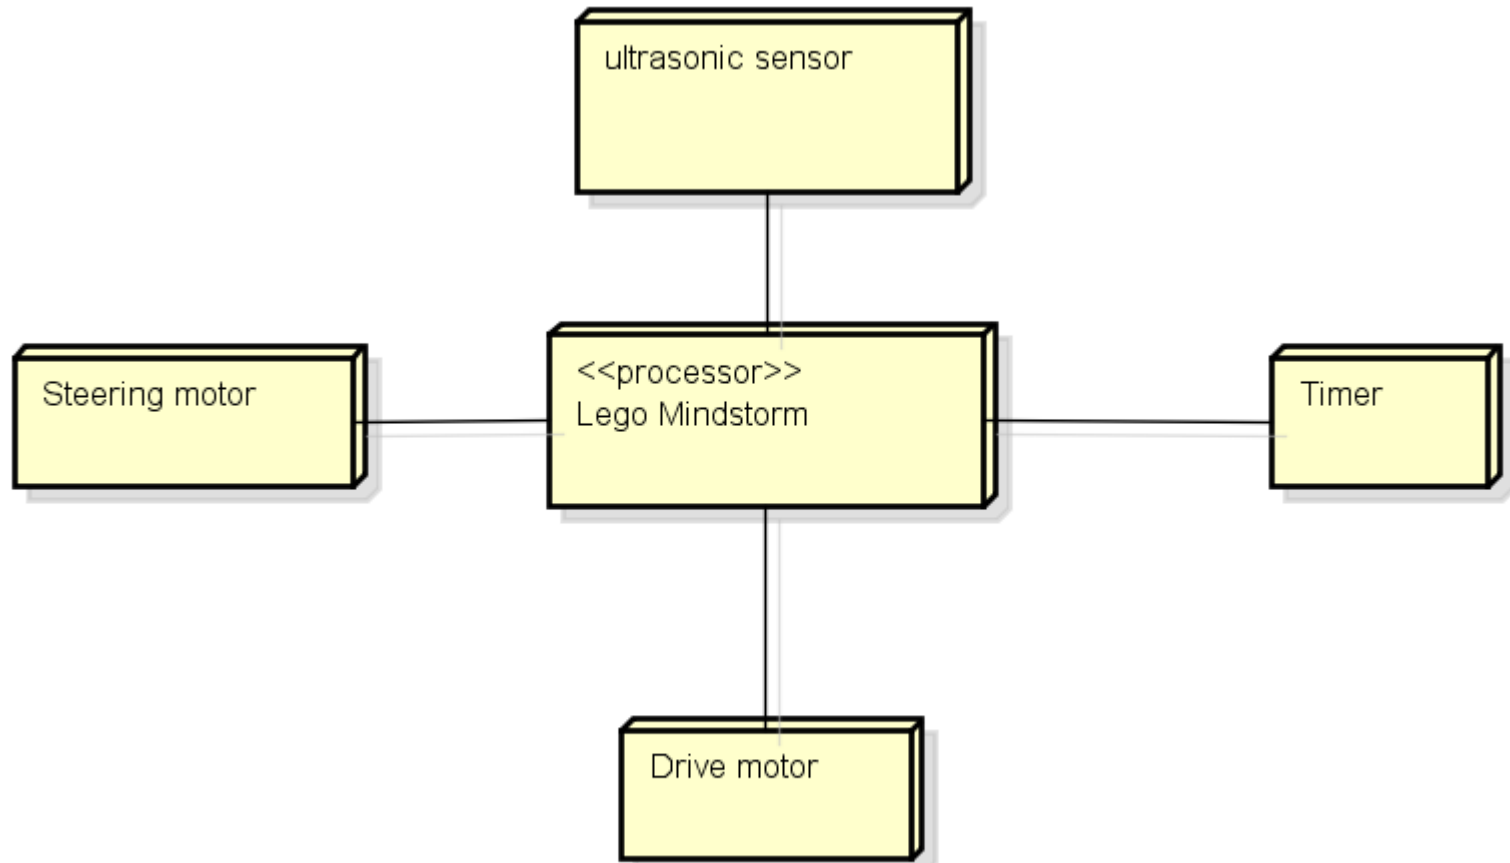 ultrasonic sensor
Steering motor
<<processor>>
Lego Mindstorm
Timer
Drive motor